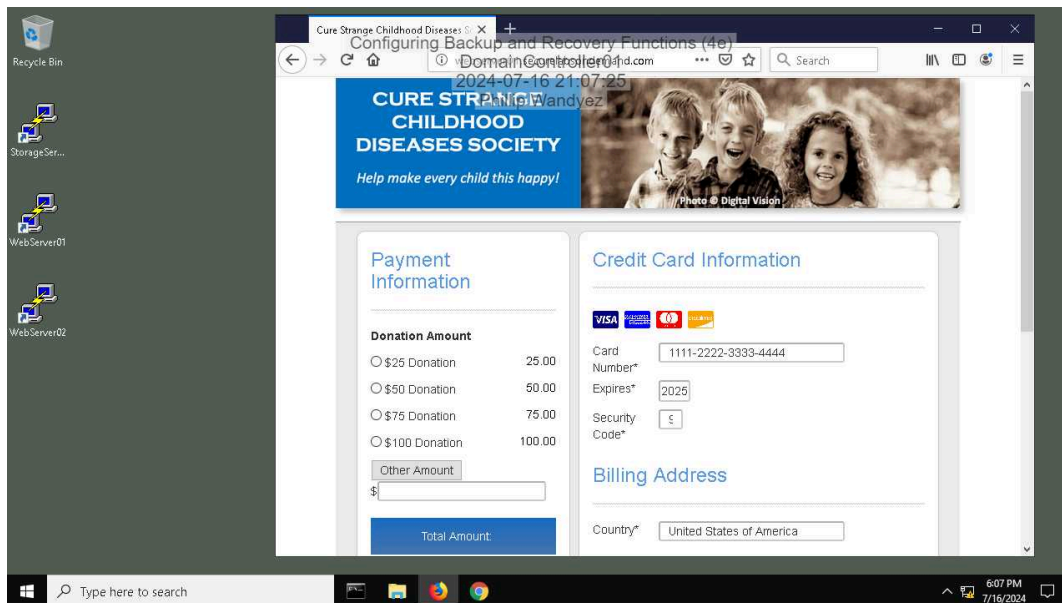 Recycle Bin
StorageSer...
WebServer01
WebServer02
Cure Strange Childhood Diseases
Configuring Backup and Recovery Functions (4e)
DomainController01
2024-07-16 21:07:25
Philip Wandyez
Search
CURE STRANGE
CHILDHOOD
DISEASES SOCIETY
Help make every child this happy!
Photo © Digital Vision
Payment
Information
Donation Amount
$25 Donation 25.00
$50 Donation 50.00
$75 Donation 75.00
$100 Donation 100.00
Other Amount
$
Total Amount:
Credit Card Information
VISA
Card
Number*
1111-2222-3333-4444
Expires* 2025
Security
Code*
Billing Address
Country* United States of America
Type here to search
6:07 PM
7/16/2024